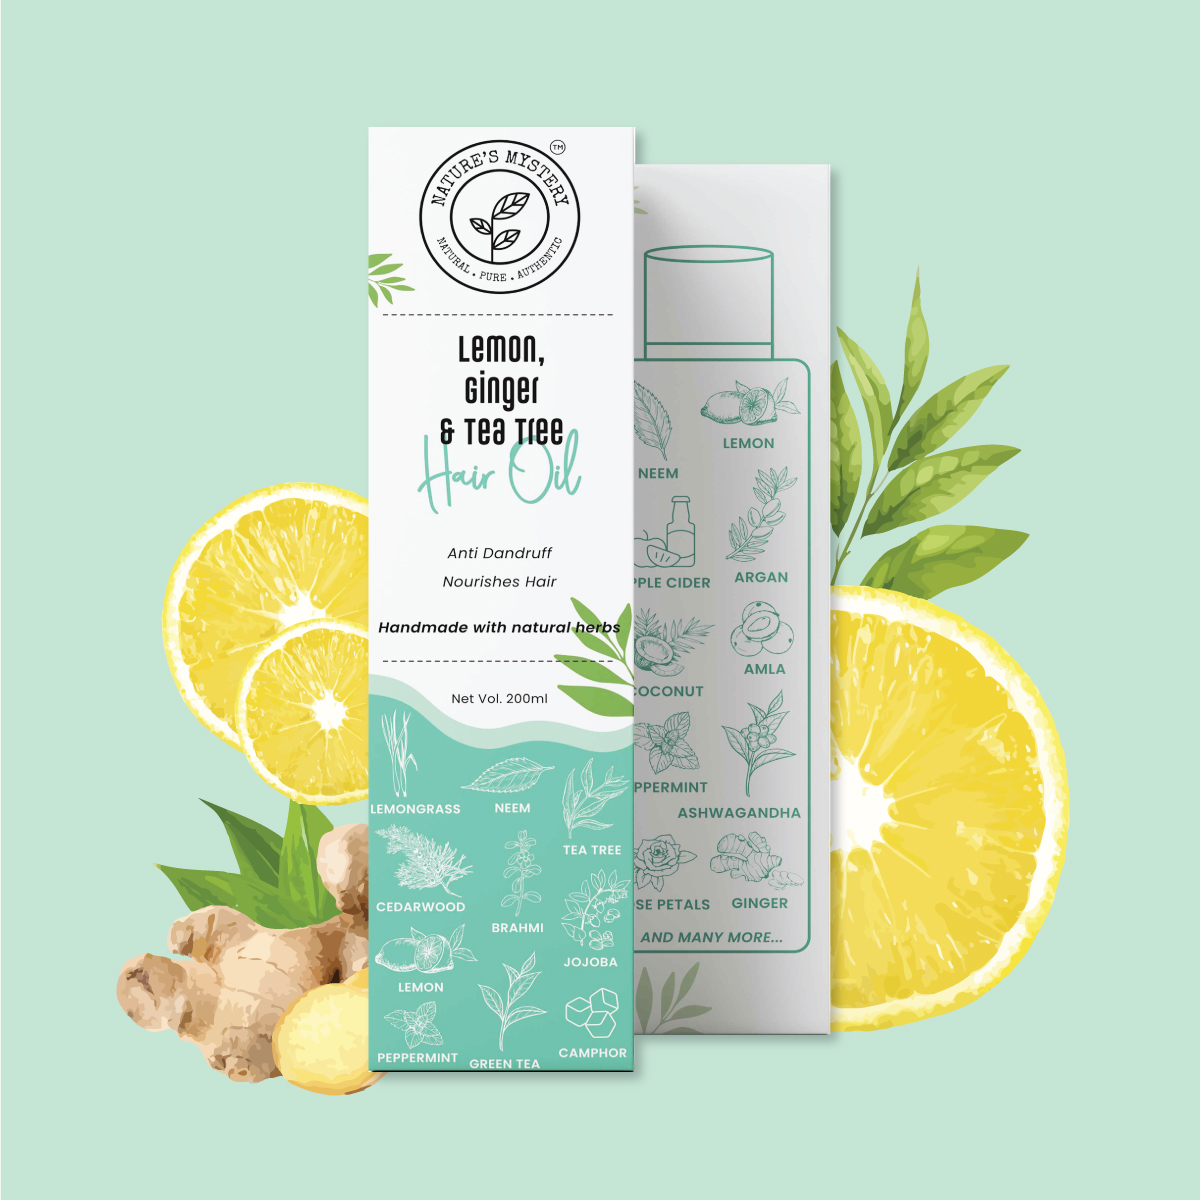 NATURE'S MYSTERY
TM
NATURAL . PURE . AUTHENTIC
Lemon,
Ginger
& Tea Tree
Hair Oil
Anti Dandruff
Nourishes Hair
Handmade with natural herbs
Net Vol. 200ml
LEMONGRASS
NEEM
TEA TREE
CEDARWOOD
BRAHMI
JOJOBA
LEMON
PEPPERMINT
GREEN TEA
CAMPHOR
LEMON
NEEM
PPLE CIDER
ARGAN
AMLA
COCONUT
PPERMINT
ASHWAGANDHA
OSE PETALS
GINGER
AND MANY MORE...